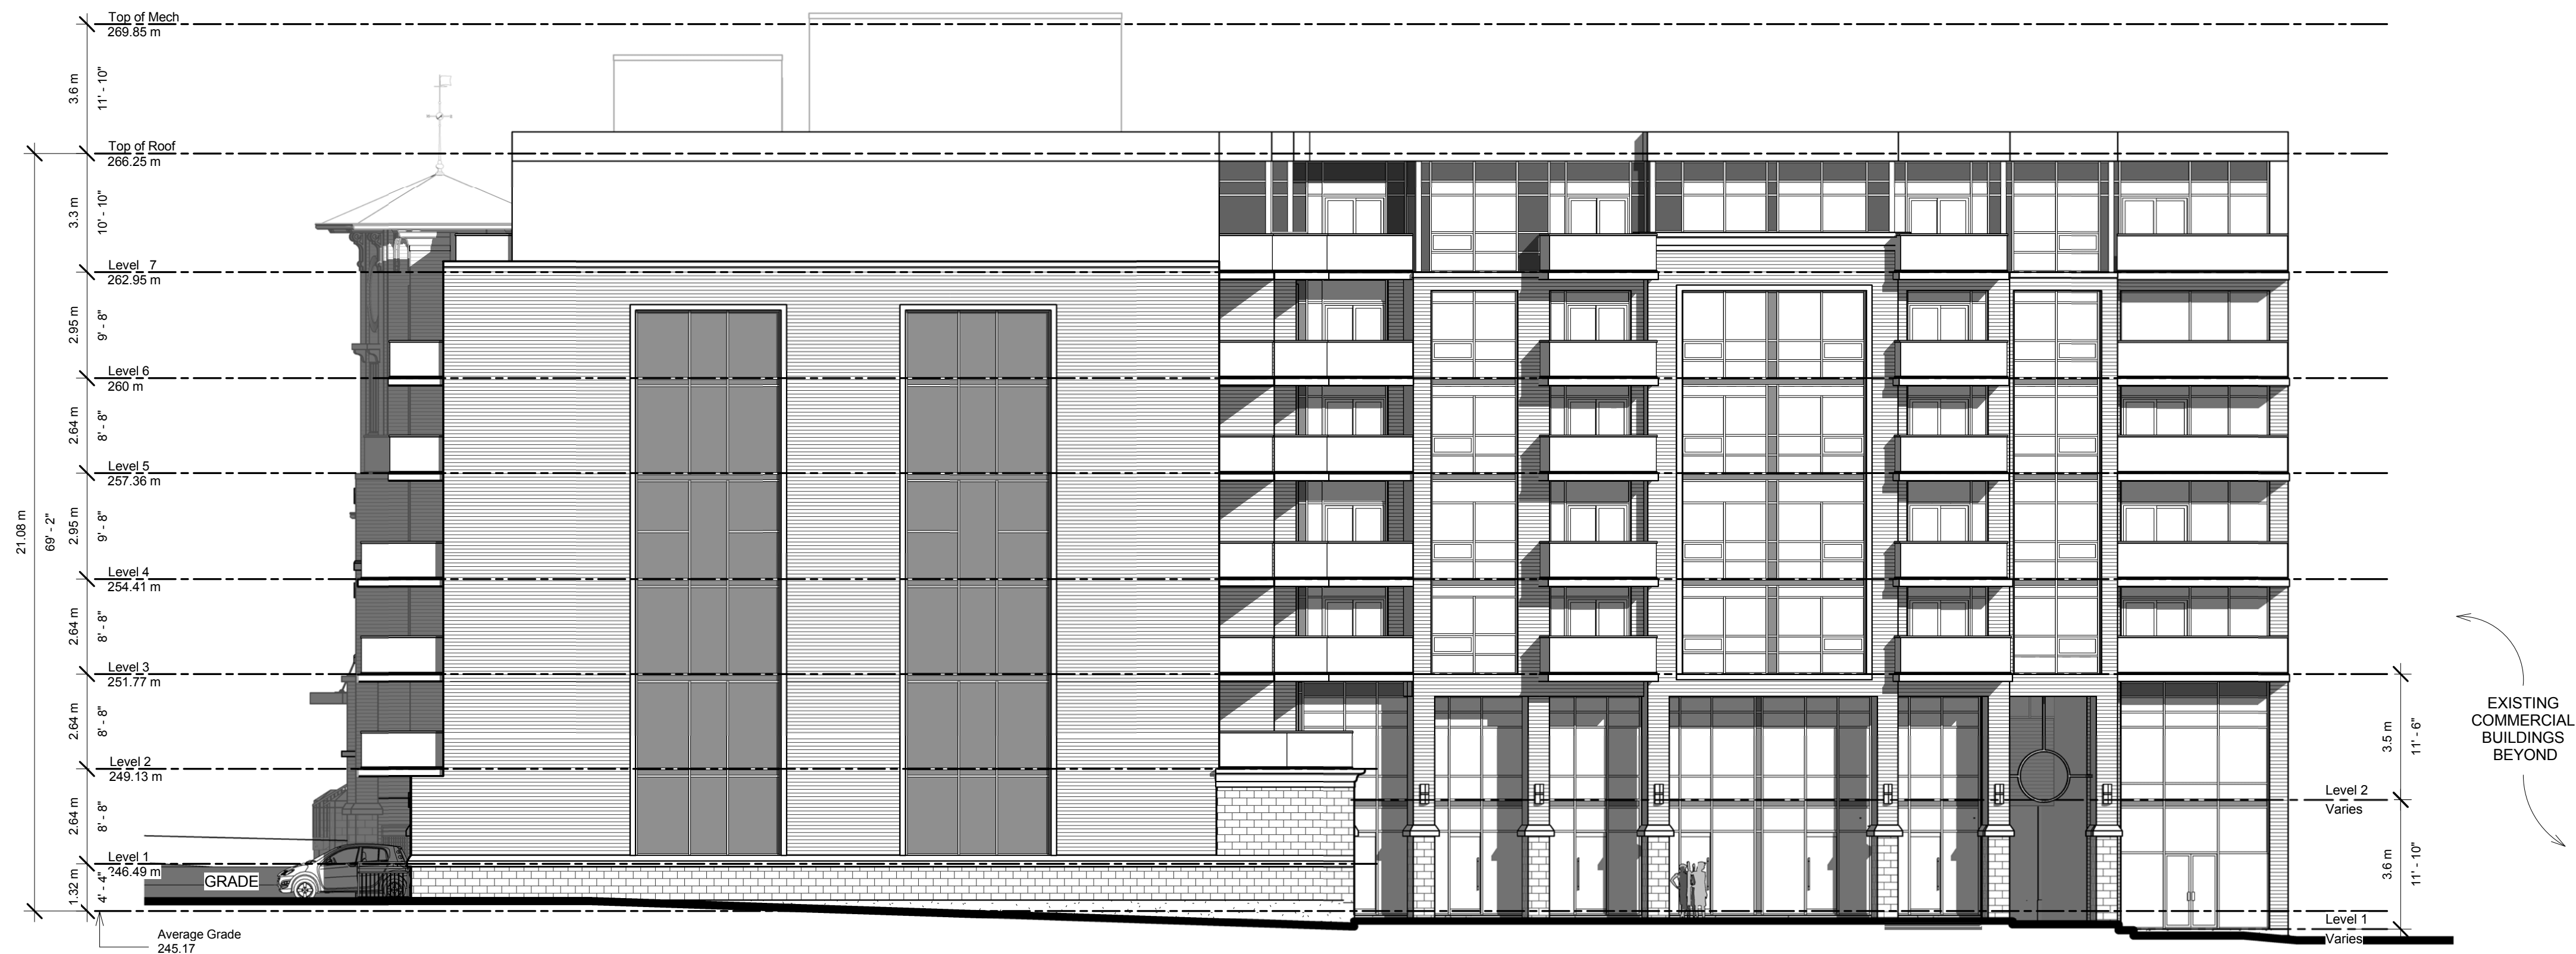 Top of Mech
269.85 m
3.6 m
11' - 10"
Top of Roof
266.25 m
3.3 m
10' - 10"
Level 7
262.95 m
2.95 m
9' - 8"
Level 6
260 m
2.64 m
8' - 8"
Level 5
257.36 m
2.95 m
9' - 8"
21.08 m
69' - 2"
Level 4
254.41 m
2.64 m
8' - 8"
Level 3
251.77 m
2.64 m
8' - 8"
Level 2
249.13 m
2.64 m
8' - 8"
Level 1
246.49 m
1.32 m
4' - 4"
GRADE
Average Grade
245.17
EXISTING
COMMERCIAL
BUILDINGS
BEYOND
3.5 m
11' - 6"
Level 2
Varies
3.6 m
11' - 10"
Level 1
Varies